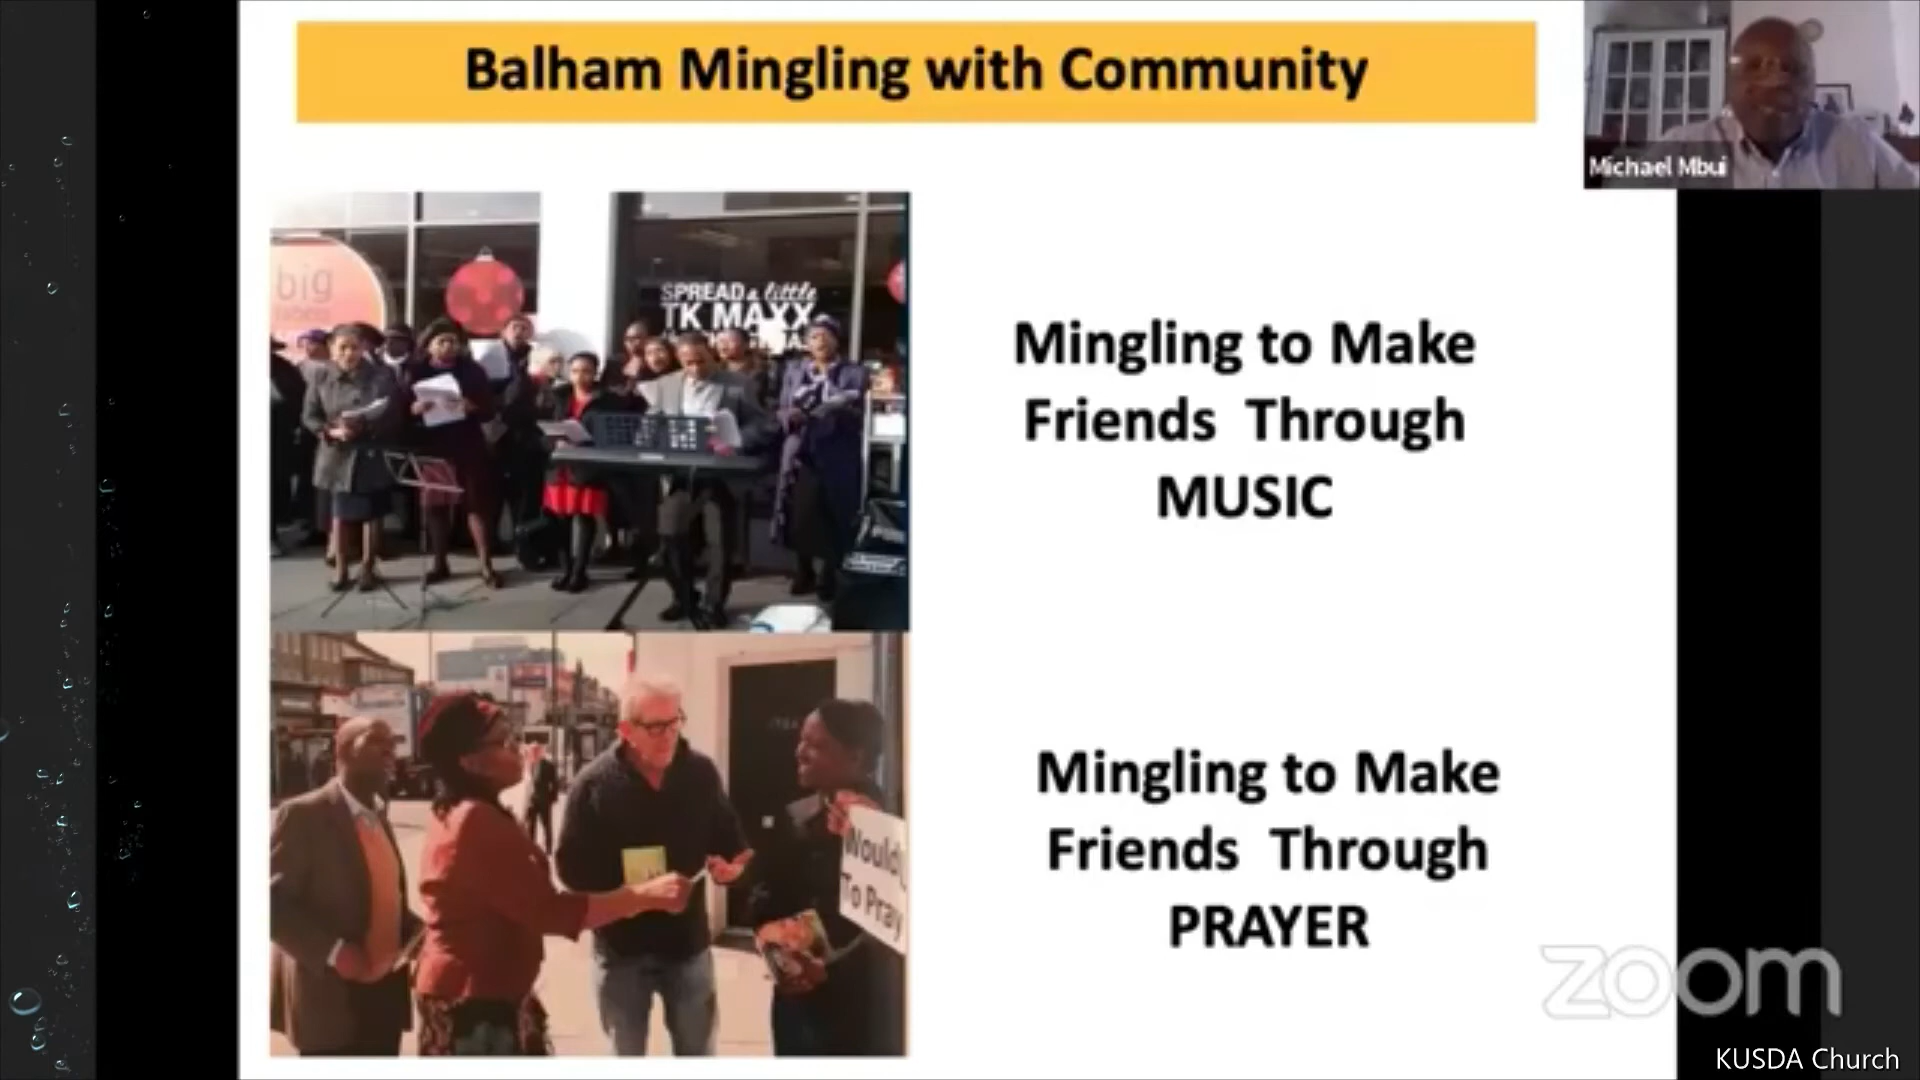 Balham Mingling with Community
Michael Mbui
big
SPREAD a little
TK MAXX
Mingling to Make
Friends Through
MUSIC
Mingling to Make
Friends Through
PRAYER
Would
To Pray
zoom
KUSDA Church